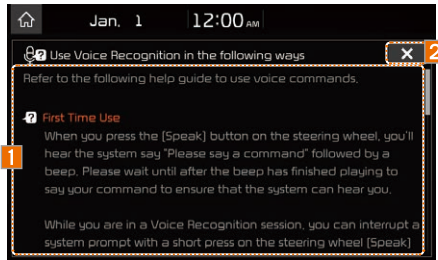 Jan. 1 12:00 AM
Use Voice Recognition in the following ways
2
Refer to the following help guide to use voice commands.
First Time Use
When you press the [Speak] button on the steering wheel, you'll
1
hear the system say "Please say a command" followed by a
beep. Please wait until after the beep has finished playing to
say your command to ensure that the system can hear you.
While you are in a Voice Recognition session, you can interrupt a
system prompt with a short press on the steering wheel [Speak]